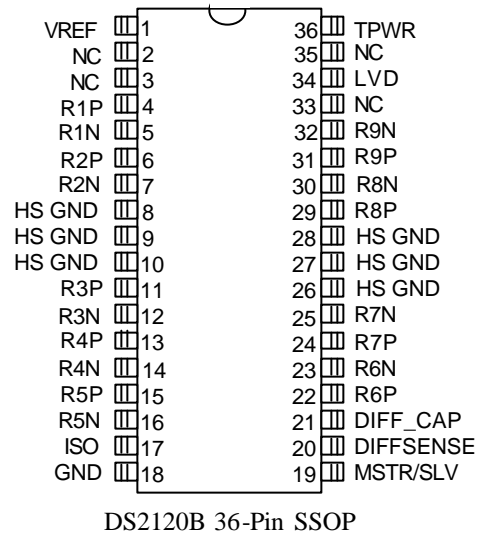 VREF 1 36 TPWR
NC 2 35 NC
NC 3 34 LVD
R1P 4 33 NC
R1N 5 32 R9N
R2P 6 31 R9P
R2N 7 30 R8N
HS GND 8 29 R8P
HS GND 9 28 HS GND
HS GND 10 27 HS GND
R3P 11 26 HS GND
R3N 12 25 R7N
R4P 13 24 R7P
R4N 14 23 R6N
R5P 15 22 R6P
R5N 16 21 DIFF_CAP
ISO 17 20 DIFFSENSE
GND 18 19 MSTR/SLV
DS2120B 36-Pin SSOP